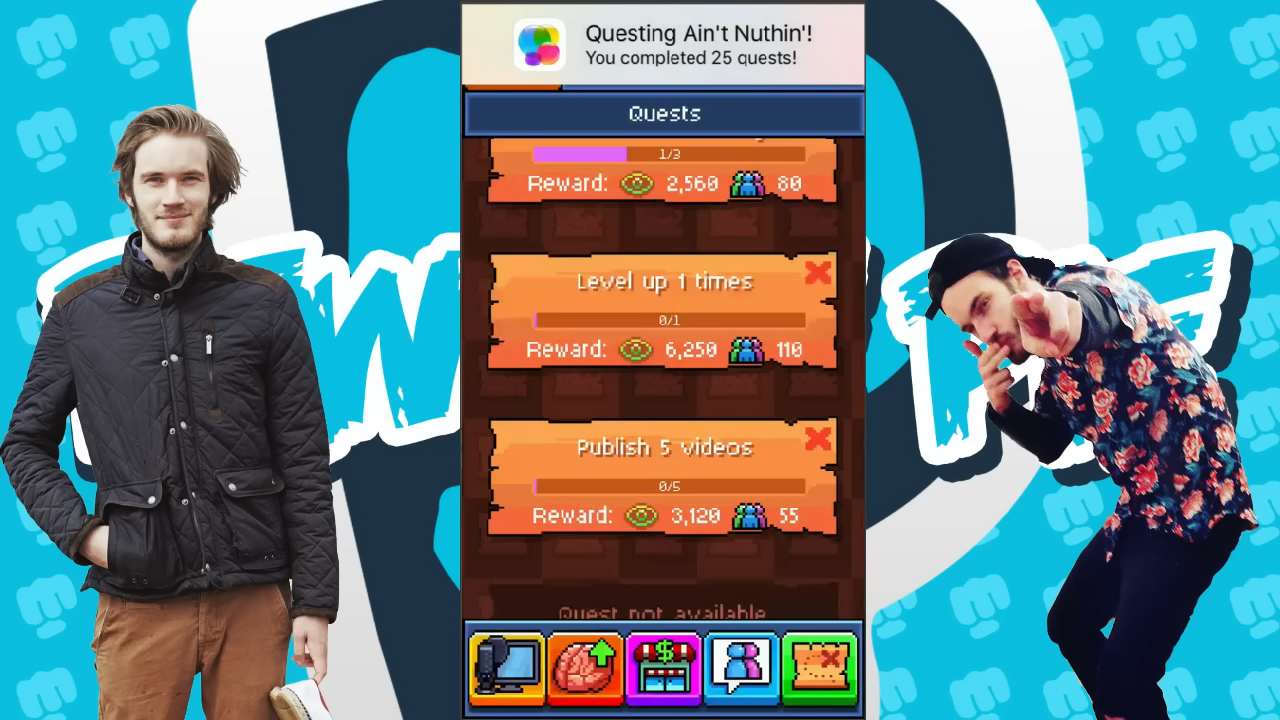 Questing Ain't Nuthin'!
You completed 25 quests!
Quests
1/3
Reward: 2,560 80
Level up 1 times
0/1
Reward: 6,250 110
Publish 5 videos
0/5
Reward: 3,120 55
Quest not available